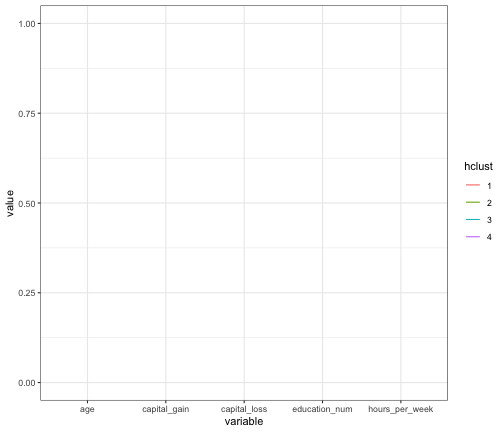 1.00
0.75
0.50
0.25
0.00
value
age capital_gain capital_loss education_num hours_per_week
variable
hclust
1
2
3
4